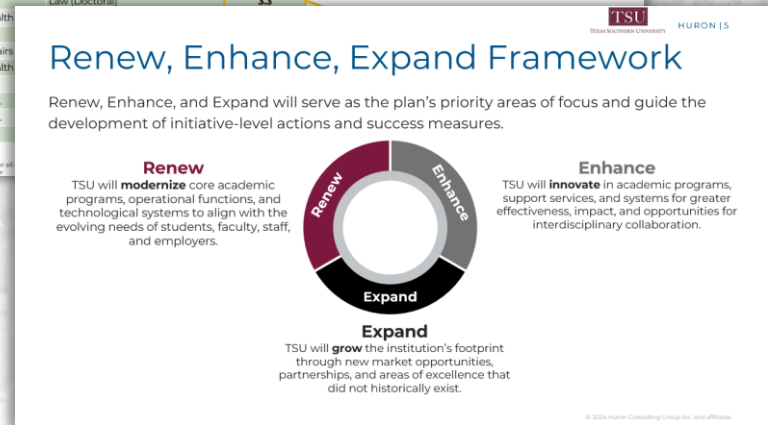 Law (Doctoral)
3.3
TSU
TEXAS SOUTHERN UNIVERSITY
HURON | 5
Renew, Enhance, Expand Framework
Renew, Enhance, and Expand will serve as the plan's priority areas of focus and guide the
development of initiative-level actions and success measures.
Renew
TSU will modernize core academic
programs, operational functions, and
technological systems to align with the
evolving needs of students, faculty, staff,
and employers.
Renew
Enhance
Expand
Enhance
TSU will innovate in academic programs,
support services, and systems for greater
effectiveness, impact, and opportunities for
interdisciplinary collaboration.
Expand
TSU will grow the institution's footprint
through new market opportunities,
partnerships, and areas of excellence that
did not historically exist.
© 2024 Huron Consulting Group Inc. and affiliates.